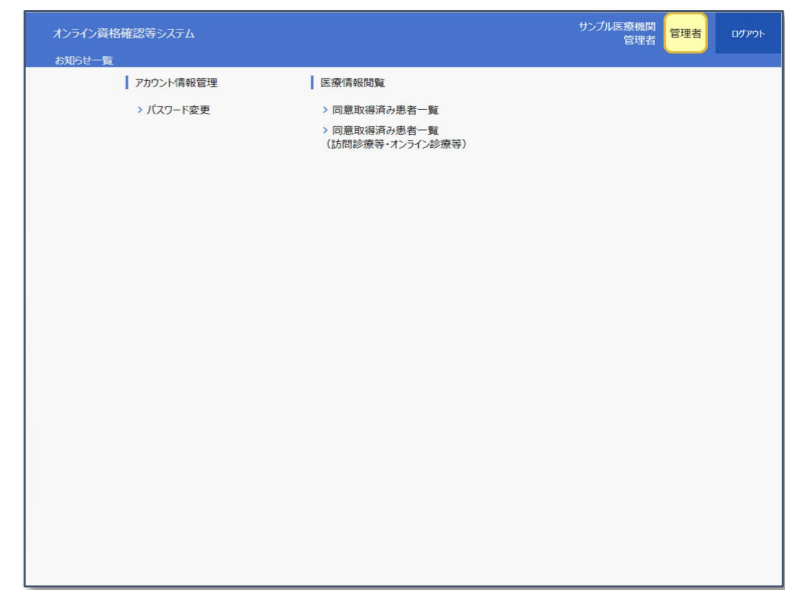 オンライン資格確認等システム
サンプル医療機関
管理者
管理者
ログアウト
お知らせ一覧
アカウント情報管理
医療情報閲覧
> パスワード変更
> 同意取得済み患者一覧
> 同意取得済み患者一覧
（訪問診療等・オンライン診療等）